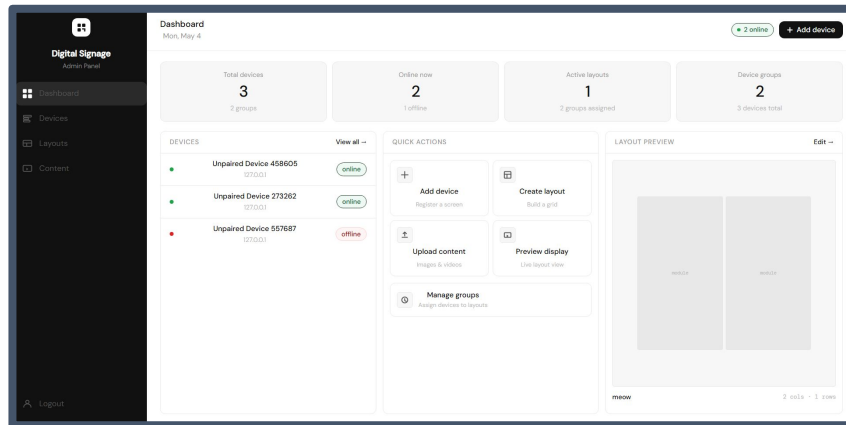 Digital Signage
Admin Panel
Dashboard
Devices
Layouts
Content
Logout
Dashboard
Mon, May 4
2 online
+ Add device
Total devices
3
2 groups
Online now
2
1 offline
Active layouts
1
2 groups assigned
Device groups
2
3 devices total
DEVICES
View all →
Unpaired Device 458605
127.0.0.1
online
Unpaired Device 273262
127.0.0.1
online
Unpaired Device 557687
127.0.0.1
offline
QUICK ACTIONS
Add device
Register a screen
Create layout
Build a grid
Upload content
Images & videos
Preview display
Live layout view
Manage groups
Assign devices to layouts
LAYOUT PREVIEW
Edit →
meow
2 cols · 1 rows